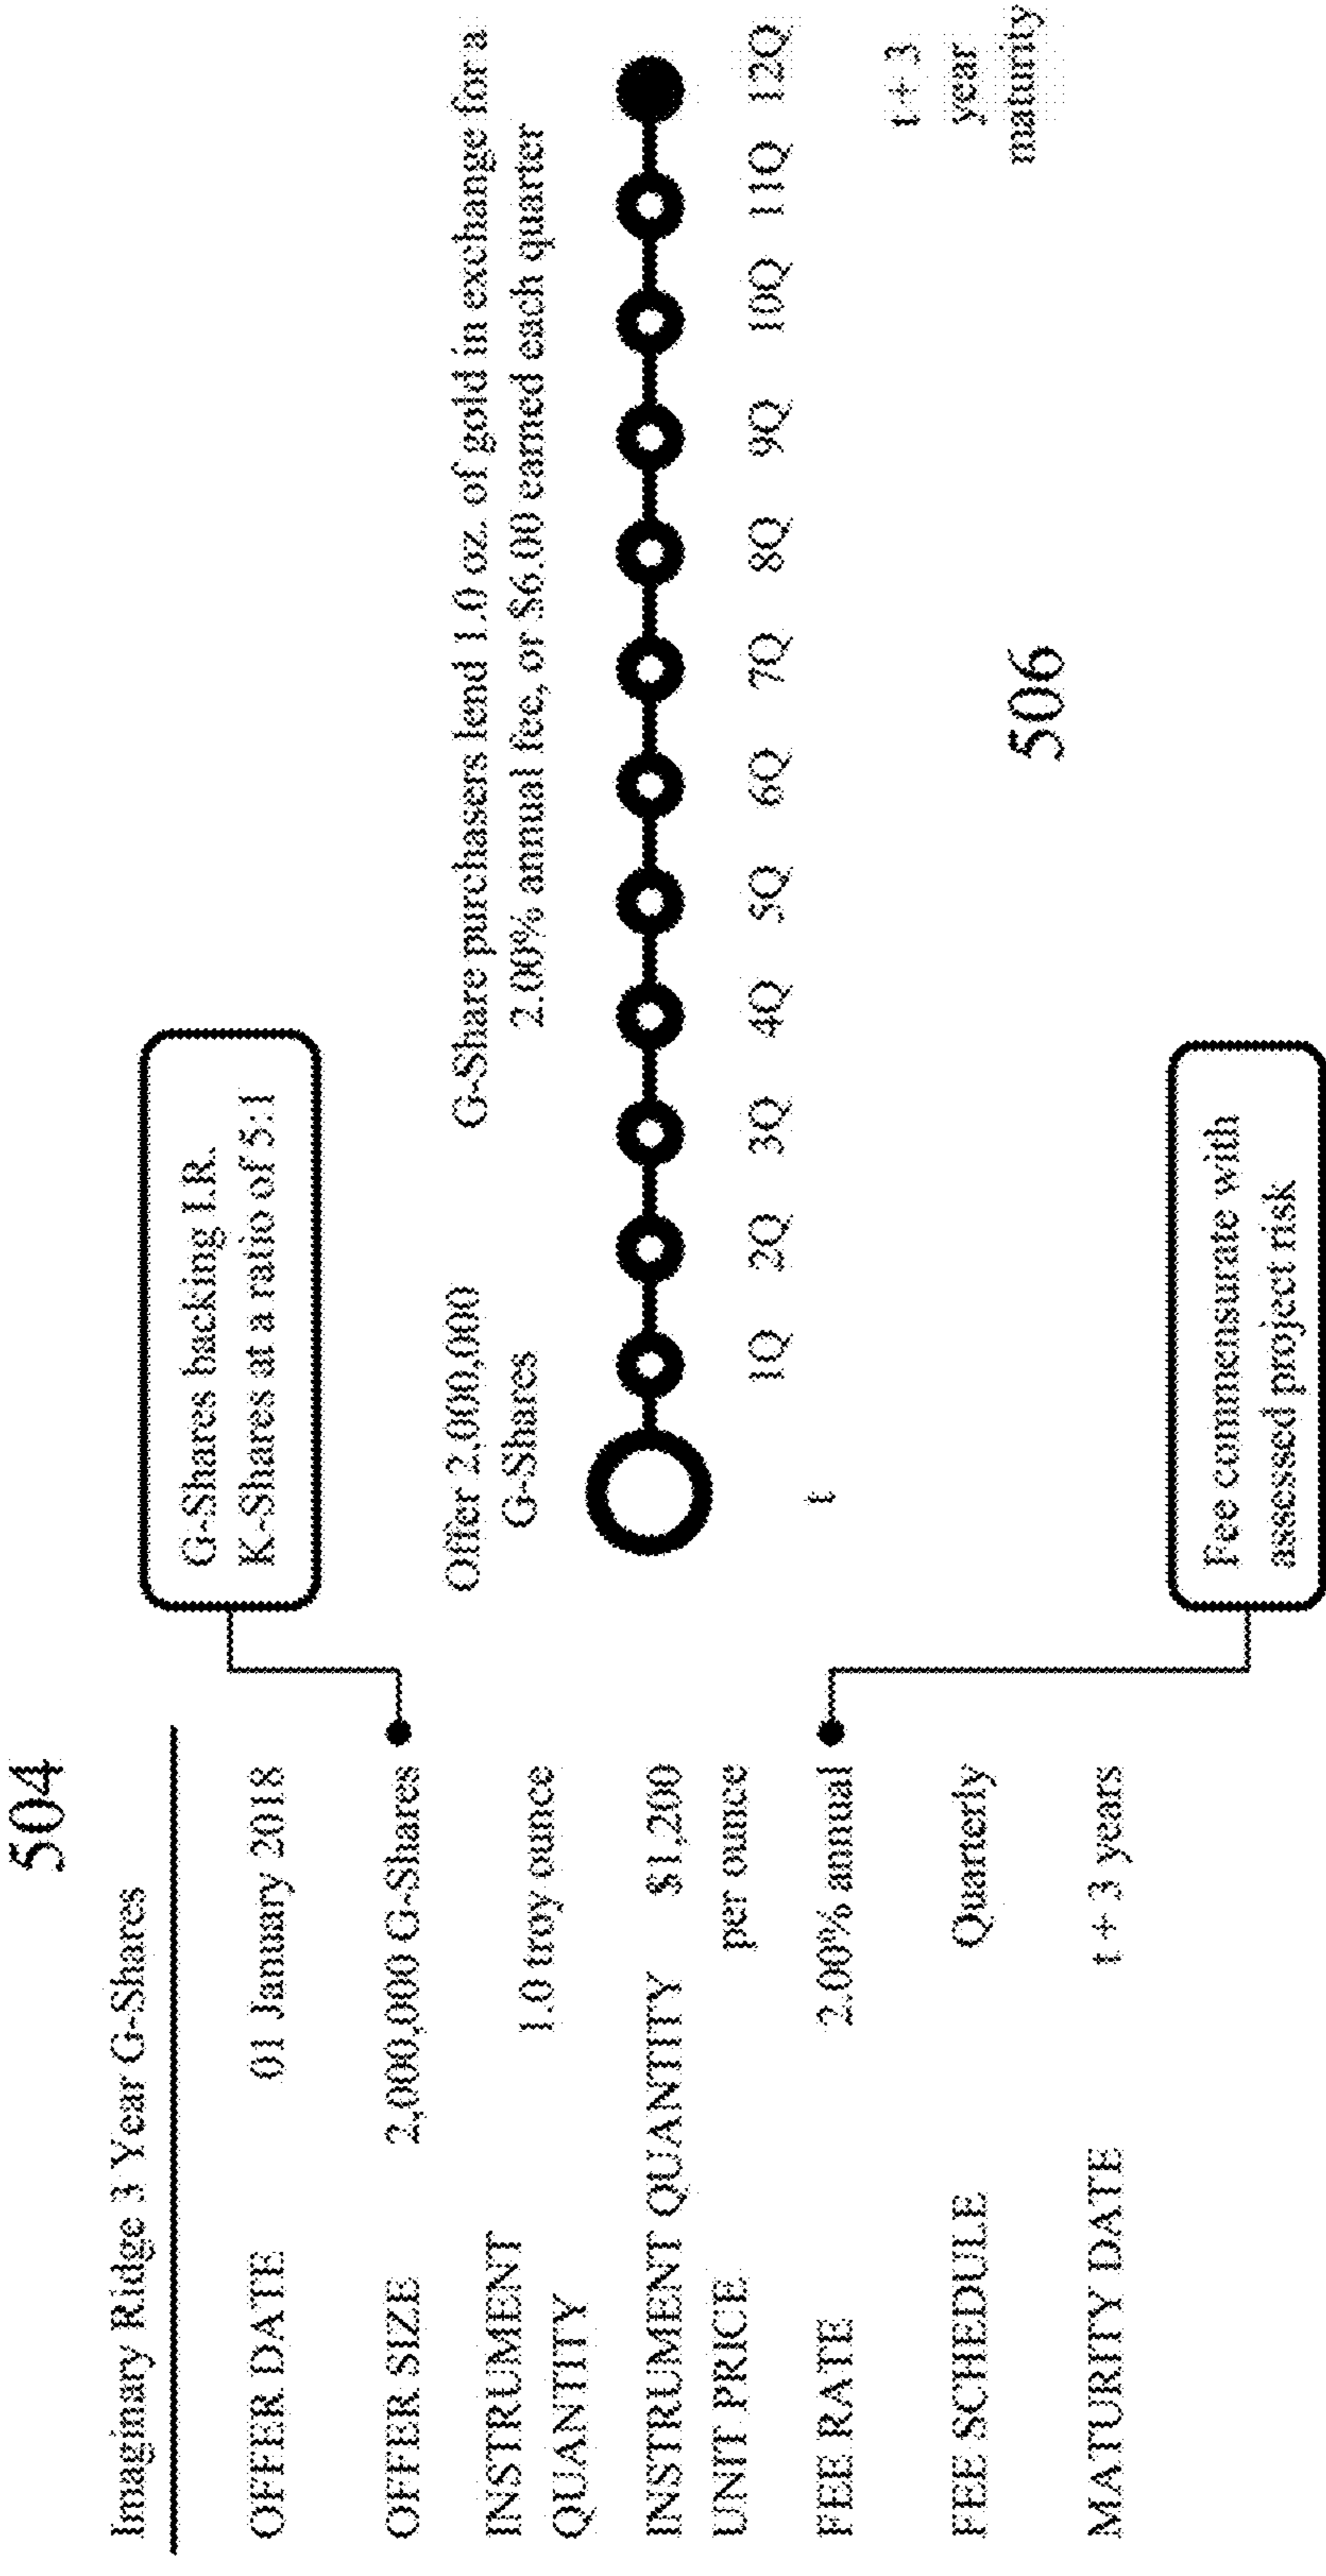 504
Imaginary Ridge 3 Year G-Shares
OFFER DATE 01 January 2018
OFFER SIZE 2,000,000 G-Shares
INSTRUMENT 1.0 troy ounce
QUANTITY
INSTRUMENT QUANTITY $1,200
UNIT PRICE per ounce
FEE RATE 2.00% annual
FEE SCHEDULE Quarterly
MATURITY DATE t + 3 years
G-Shares backing I.R.
K-Shares at a ratio of 5:1
Offer 2,000,000
G-Shares
G-Share purchasers lend 1.0 oz. of gold in exchange for a
2.00% annual fee, or $6.00 earned each quarter
t 1Q 2Q 3Q 4Q 5Q 6Q 7Q 8Q 9Q 10Q 11Q 12Q
t + 3
year
maturity
506
Fee commensurate with
assessed project risk